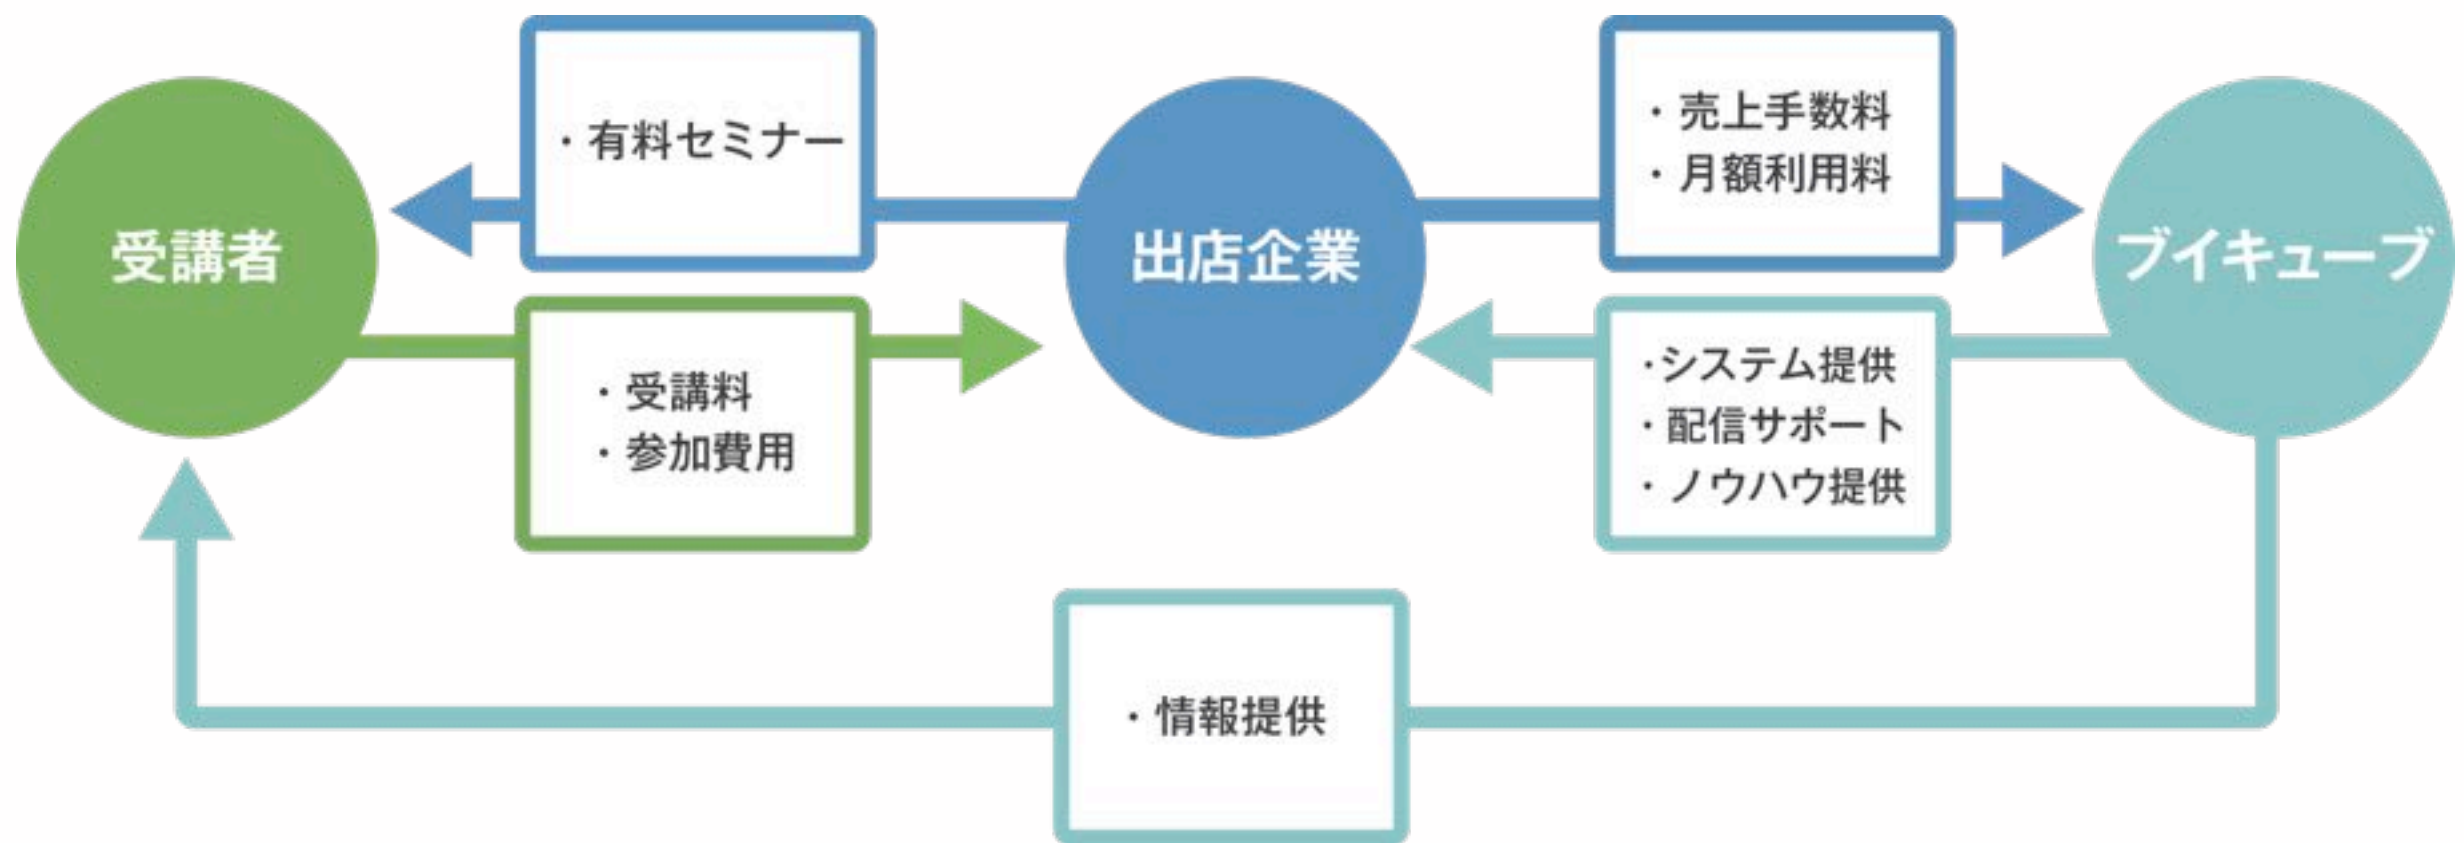 受講者
・有料セミナー
・受講料
・参加費用
出店企業
・売上手数料
・月額利用料
・システム提供
・配信サポート
・ノウハウ提供
ブイキューブ
・情報提供